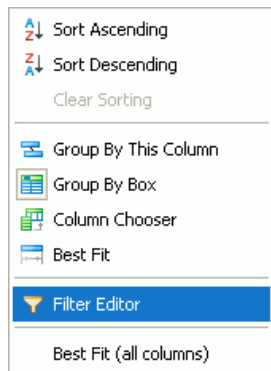 Sort Ascending
Sort Descending
Clear Sorting
Group By This Column
Group By Box
Column Chooser
Best Fit
Filter Editor
Best Fit (all columns)